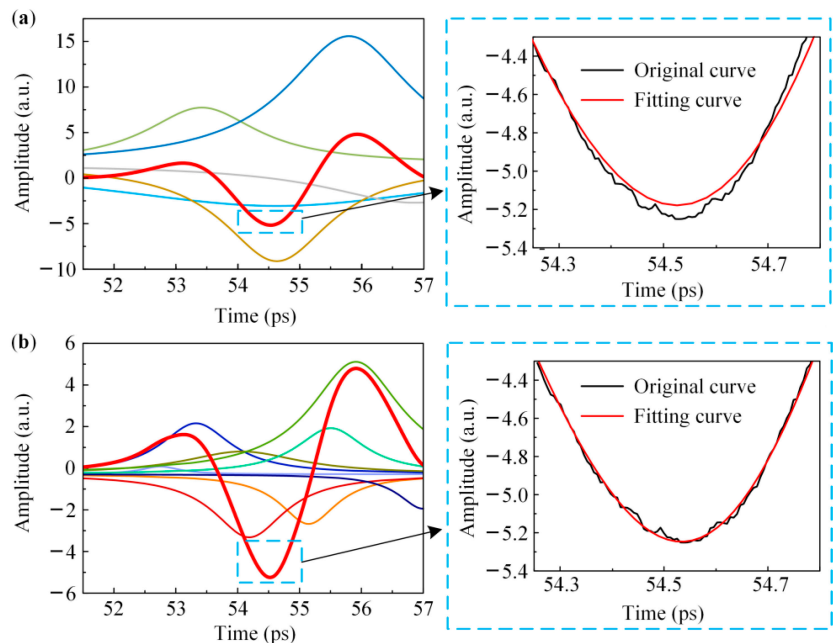 (a)
Amplitude (a.u.)
15
10
5
0
−5
−10
52 53 54 55 56 57
Time (ps)
Amplitude (a.u.)
−4.4
−4.6
−4.8
−5.0
−5.2
−5.4
Original curve
Fitting curve
54.3 54.5 54.7
Time (ps)
(b)
Amplitude (a.u.)
6
4
2
0
−2
−4
−6
52 53 54 55 56 57
Time (ps)
Amplitude (a.u.)
−4.4
−4.6
−4.8
−5.0
−5.2
−5.4
Original curve
Fitting curve
54.3 54.5 54.7
Time (ps)